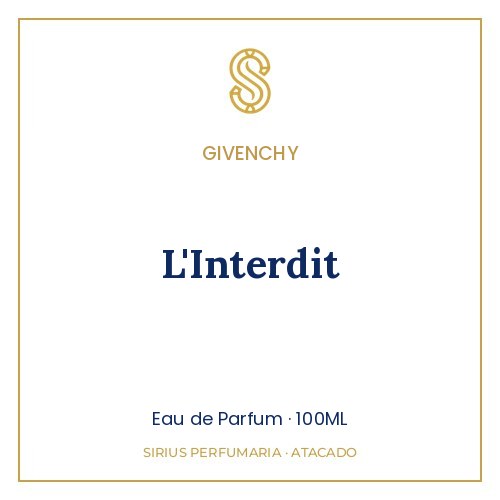 GIVENCHY
L'Interdit
Eau de Parfum · 100ML
SIRIUS PERFUMARIA · ATACADO